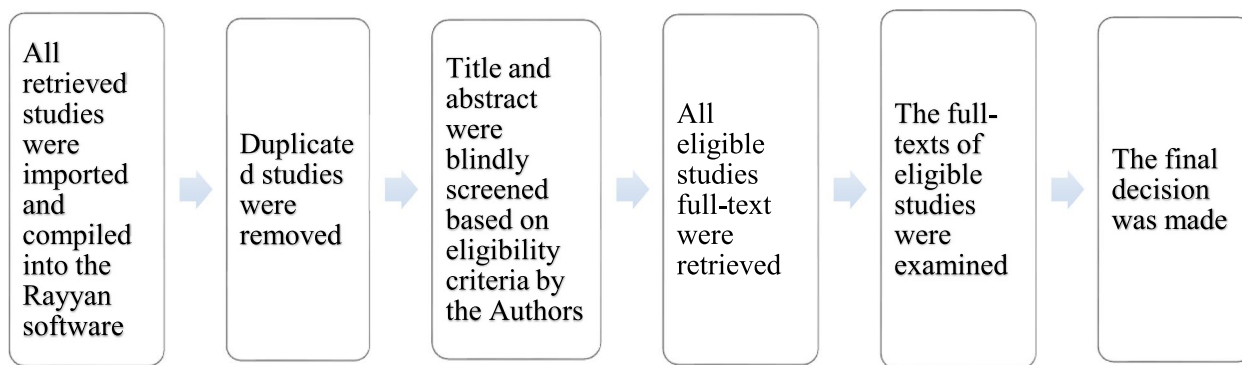 All
retrieved
studies
were
imported
and
compiled
into the
Rayyan
software
Duplicate
d studies
were
removed
Title and
abstract
were
blindly
screened
based on
eligibility
criteria by
the Authors
All
eligible
studies
full-text
were
retrieved
The full-
texts of
eligible
studies
were
examined
The final
decision
was made